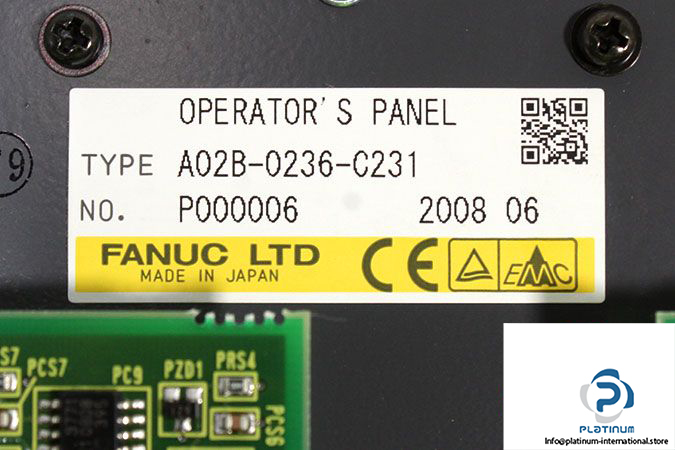 OPERATOR'S PANEL
TYPE A02B-0236-C231
NO. P000006 2008 06
FANUC LTD
MADE IN JAPAN
CE
EMC
S7
PCS7
PC9
PZD1
PRS4
PCS6
PLATINUM
Info@platinum-international.store